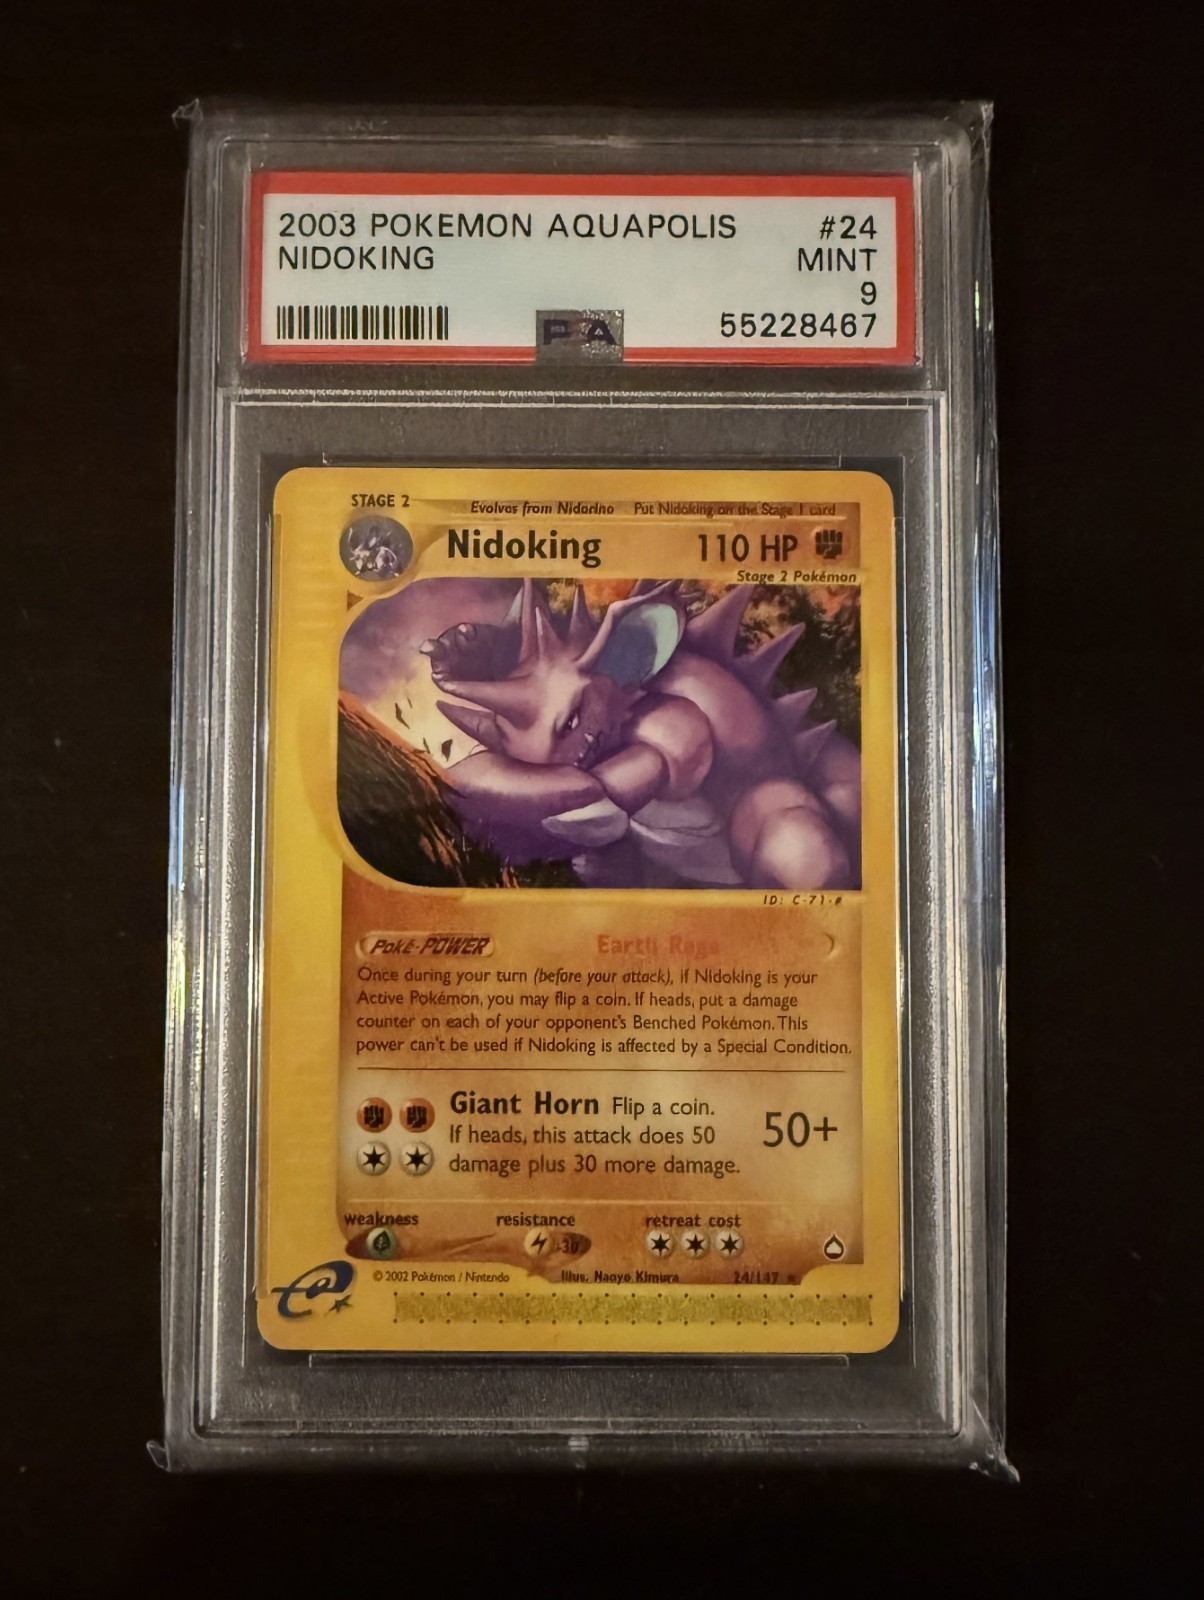 2003 POKEMON AQUAPOLIS #24
NIDOKING MINT
9
55228467
PSA
STAGE 2
Evolves from Nidorino Put Nidoking on the Stage 1 card
Nidoking 110 HP
Stage 2 Pokémon
ID: C-71-#
Poké-POWER Earth Rage
Once during your turn (before your attack), if Nidoking is your
Active Pokémon, you may flip a coin. If heads, put a damage
counter on each of your opponent's Benched Pokémon. This
power can't be used if Nidoking is affected by a Special Condition.
Giant Horn Flip a coin.
If heads, this attack does 50
damage plus 30 more damage.
50+
weakness resistance retreat cost
-30
© 2002 Pokémon / Nintendo Illus. Naoyo Kimura 24/147 ★
e